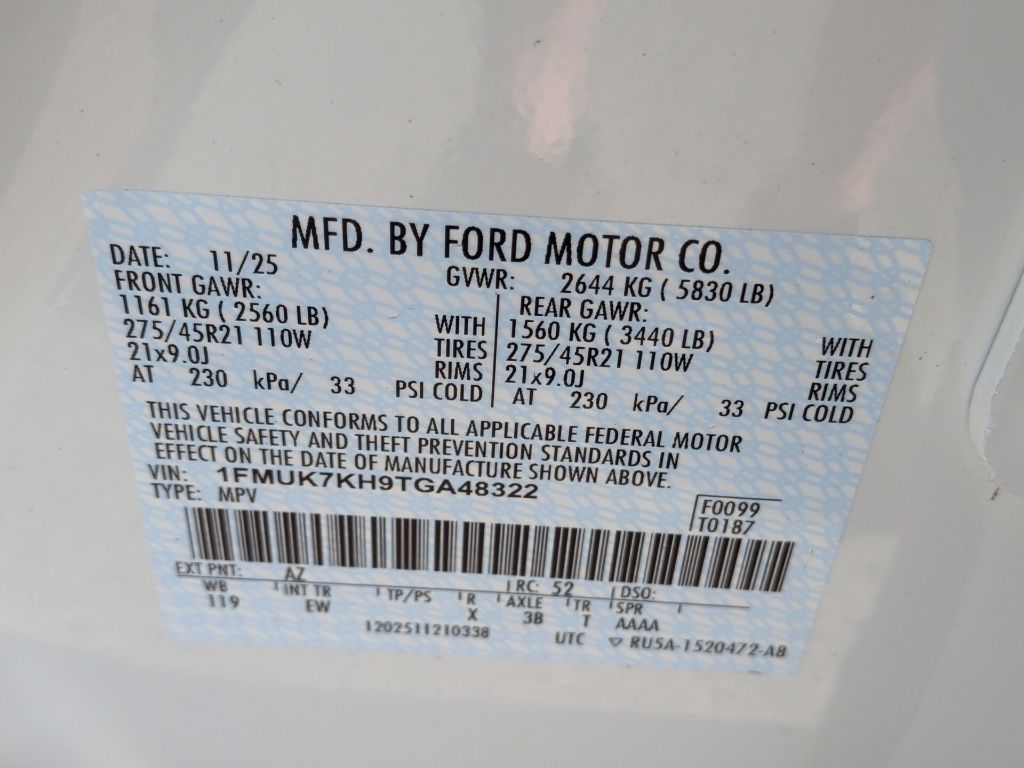 MFD. BY FORD MOTOR CO.
DATE: 11/25 GVWR: 2644 KG ( 5830 LB)
FRONT GAWR: REAR GAWR:
1161 KG ( 2560 LB) WITH 1560 KG ( 3440 LB) WITH
275/45R21 110W TIRES 275/45R21 110W TIRES
21x9.0J RIMS 21x9.0J RIMS
AT 230 kPa/ 33 PSI COLD AT 230 kPa/ 33 PSI COLD
THIS VEHICLE CONFORMS TO ALL APPLICABLE FEDERAL MOTOR
VEHICLE SAFETY AND THEFT PREVENTION STANDARDS IN
EFFECT ON THE DATE OF MANUFACTURE SHOWN ABOVE.
VIN: 1FMUK7KH9TGA48322
TYPE: MPV
F0099
T0187
EXT PNT: AZ RC: 52 DSO:
WB INT TR TP/PS R AXLE TR SPR
119 EW X 3B T AAAA
1202511210338 UTC ▽ RU5A-1520472-AB